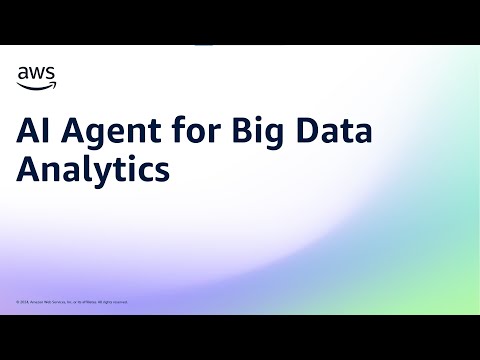 aws
AI Agent for Big Data
Analytics
© 2024, Amazon Web Services, Inc. or its affiliates. All rights reserved.